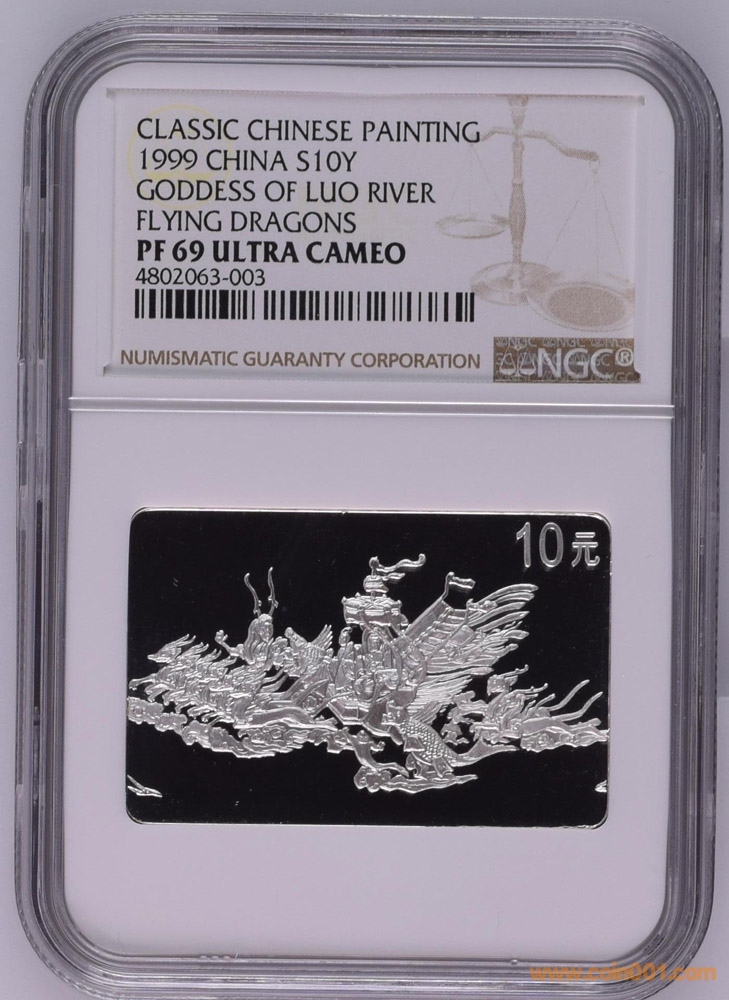 CLASSIC CHINESE PAINTING
1999 CHINA S10Y
GODDESS OF LUO RIVER
FLYING DRAGONS
PF 69 ULTRA CAMEO
4802063-003
NUMISMATIC GUARANTY CORPORATION
NGC®
10元
www.coin001.com